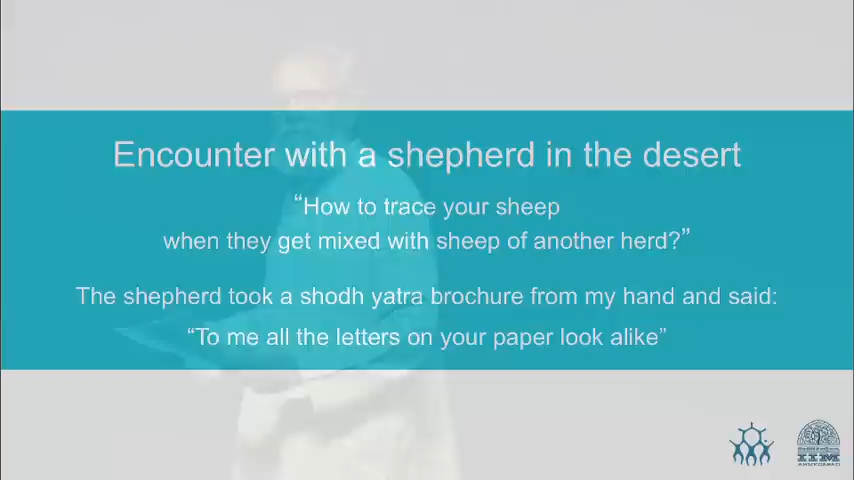 Encounter with a shepherd in the desert
“How to trace your sheep
when they get mixed with sheep of another herd?”
The shepherd took a shodh yatra brochure from my hand and said:
“To me all the letters on your paper look alike”
IIM
AHMEDABAD